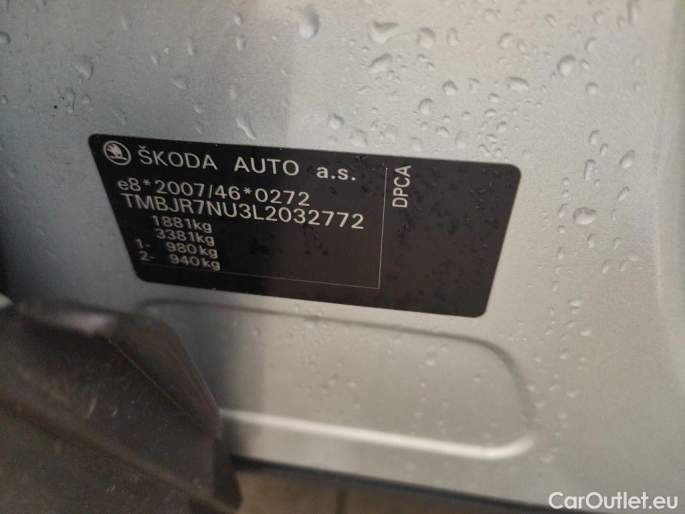 ŠKODA AUTO a.s.
e8*2007/46*0272
TMBJR7NU3L2032772
1881kg
3381kg
1- 980kg
2- 940kg
DPCA
CarOutlet.eu